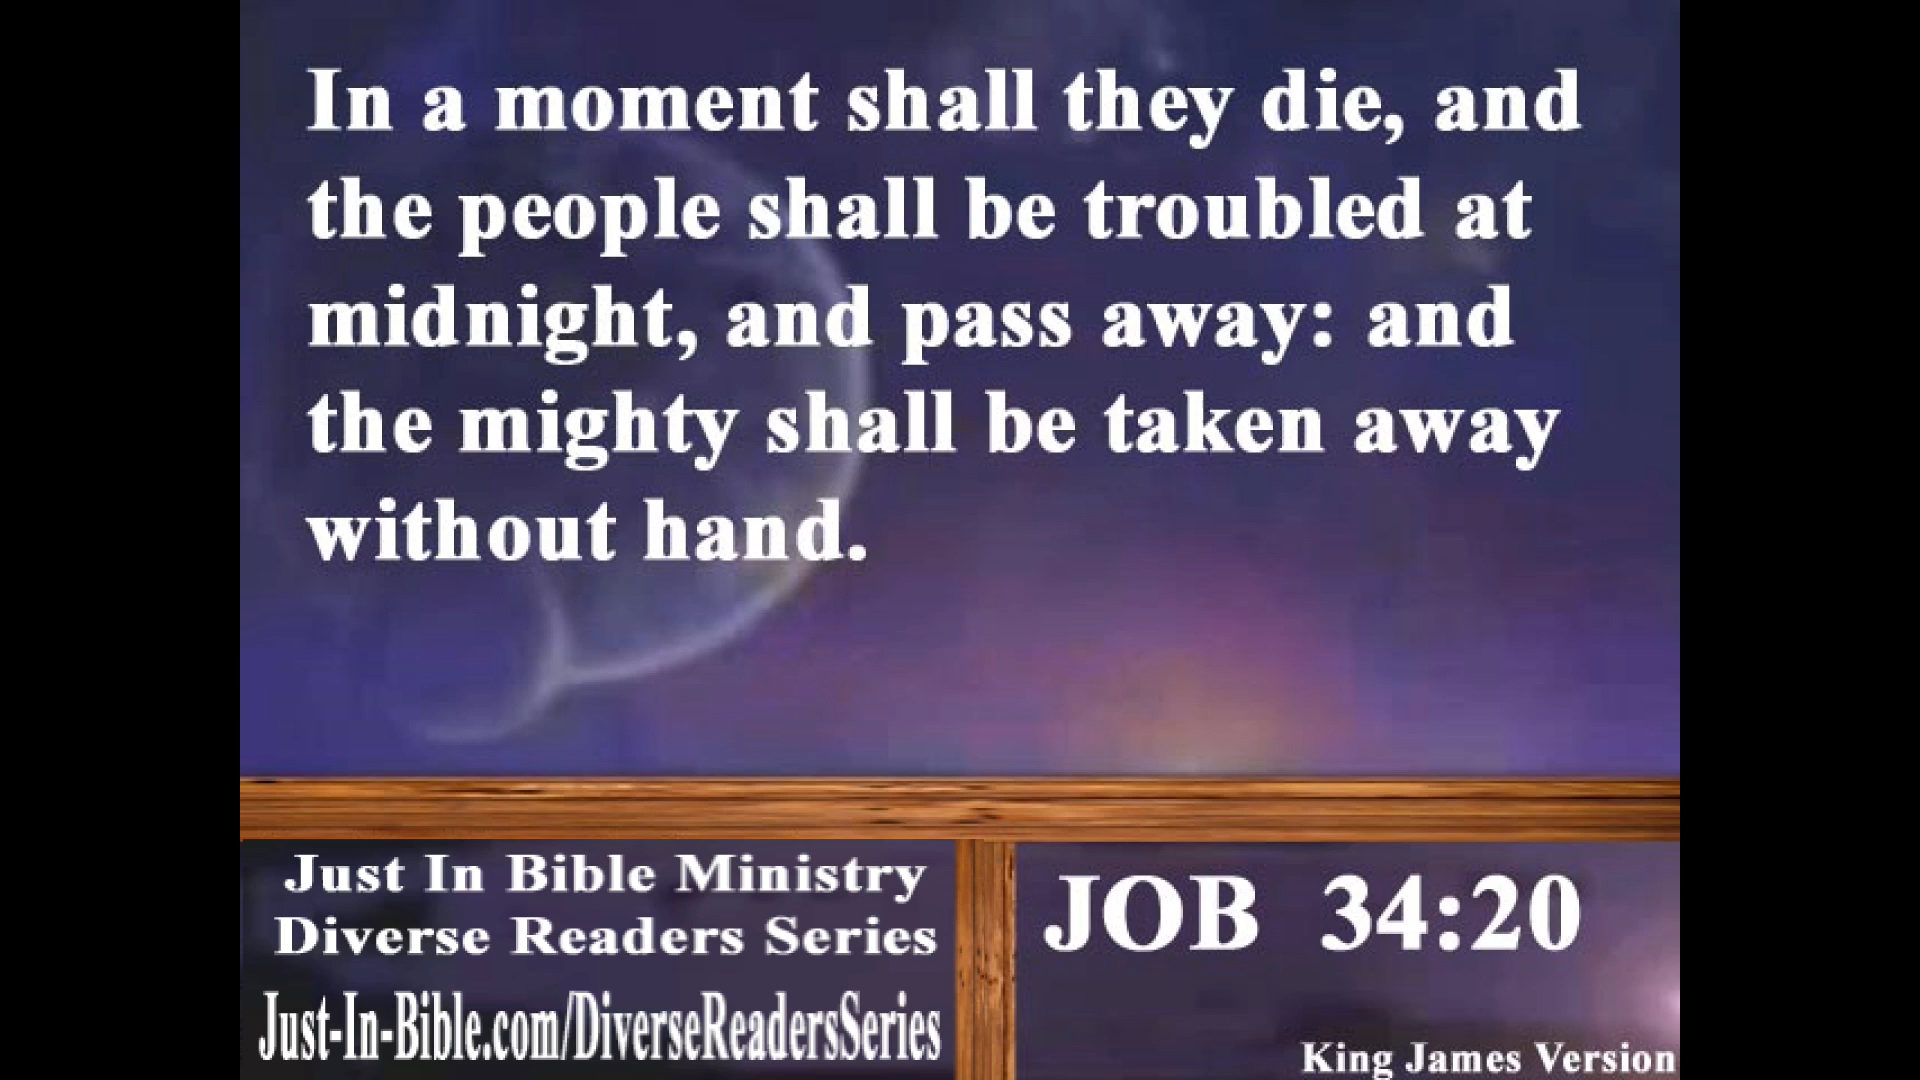 In a moment shall they die, and
the people shall be troubled at
midnight, and pass away: and
the mighty shall be taken away
without hand.
Just In Bible Ministry
Diverse Readers Series
Just-In-Bible.com/DiverseReadersSeries
JOB 34:20
King James Version